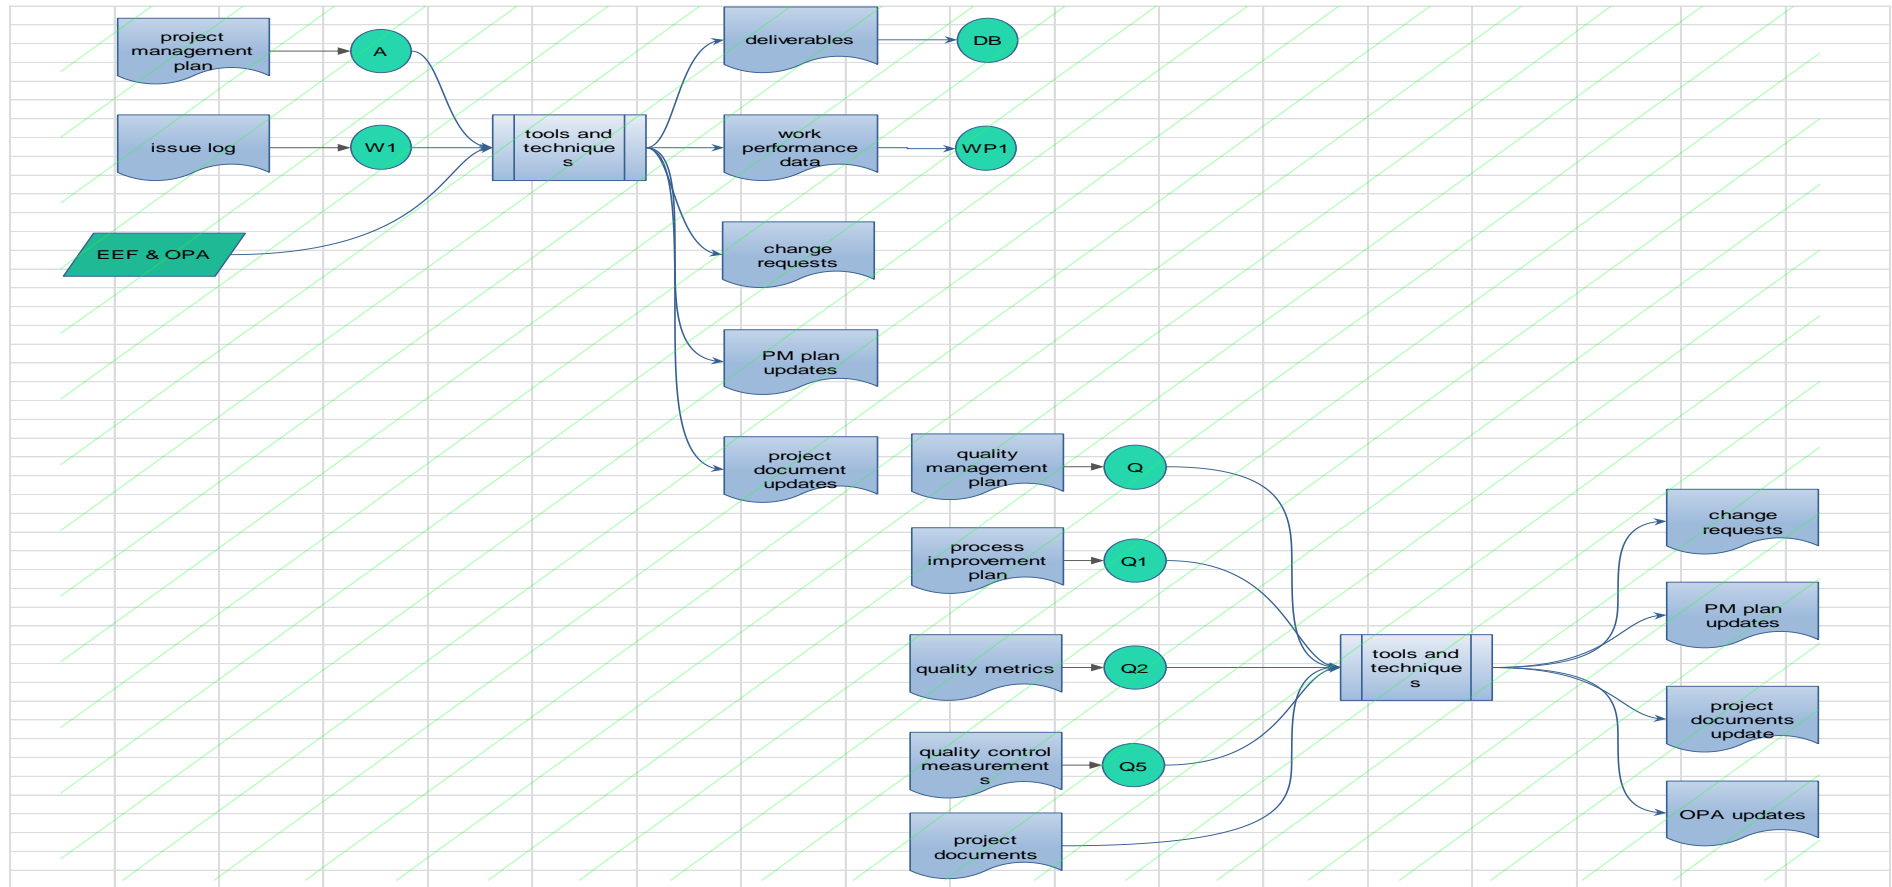 project
management
plan
A
deliverables
DB
issue log
W1
tools and
technique
s
work
performance
data
WP1
EEF & OPA
change
requests
PM plan
updates
project
document
updates
quality
management
plan
Q
process
improvement
plan
Q1
quality metrics
Q2
quality control
measurement
s
Q5
project
documents
tools and
technique
s
change
requests
PM plan
updates
project
documents
update
OPA updates